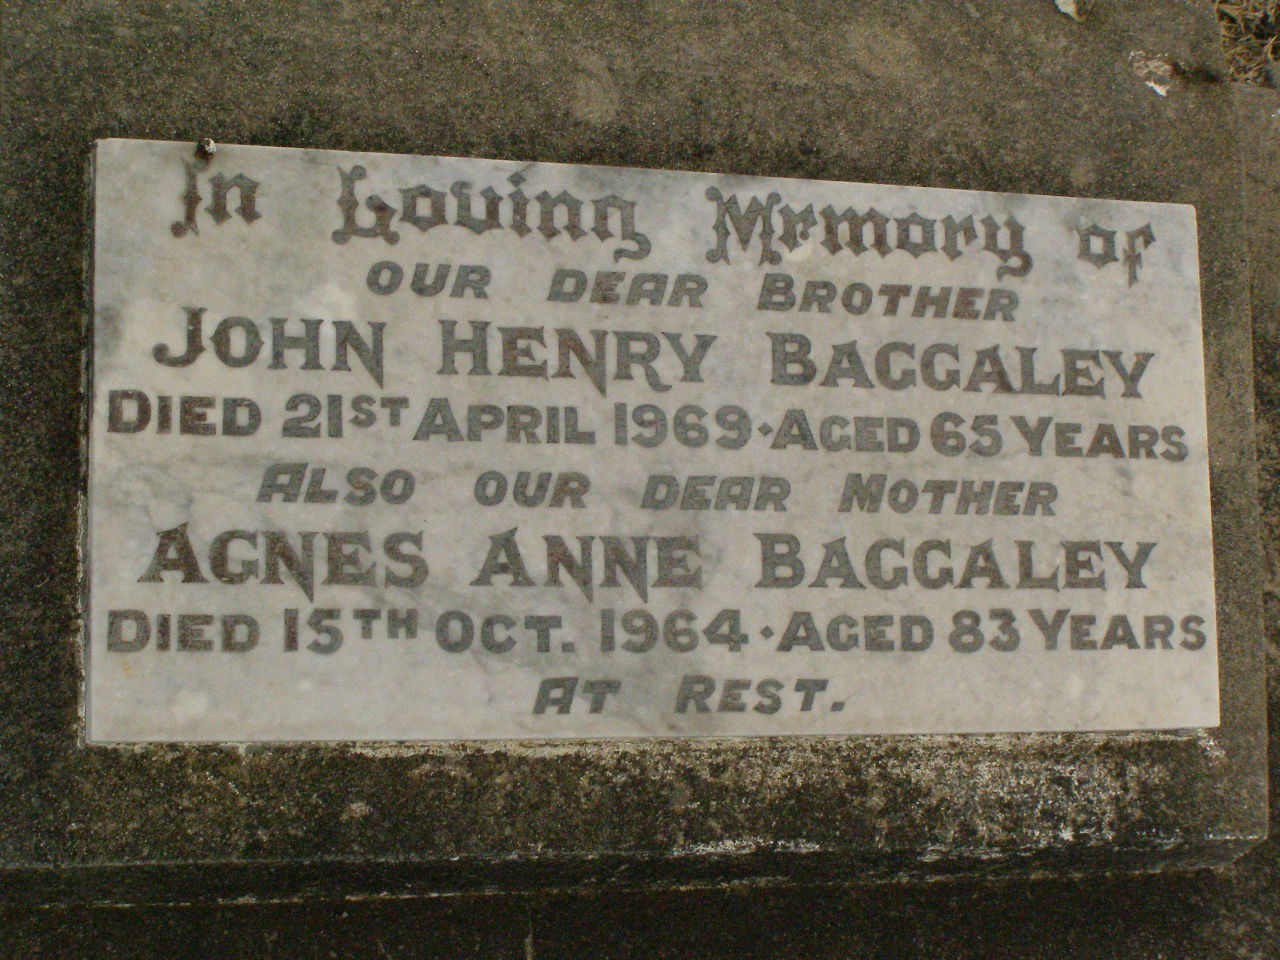 In Loving Memory of
OUR DEAR BROTHER
JOHN HENRY BAGGALEY
DIED 21ST APRIL 1969 · AGED 65 YEARS
ALSO OUR DEAR MOTHER
AGNES ANNE BAGGALEY
DIED 15TH OCT. 1964 · AGED 83 YEARS
AT REST.